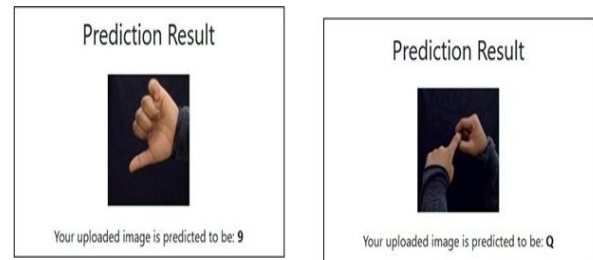 Prediction Result
Your uploaded image is predicted to be: 9
Prediction Result
Your uploaded image is predicted to be: Q